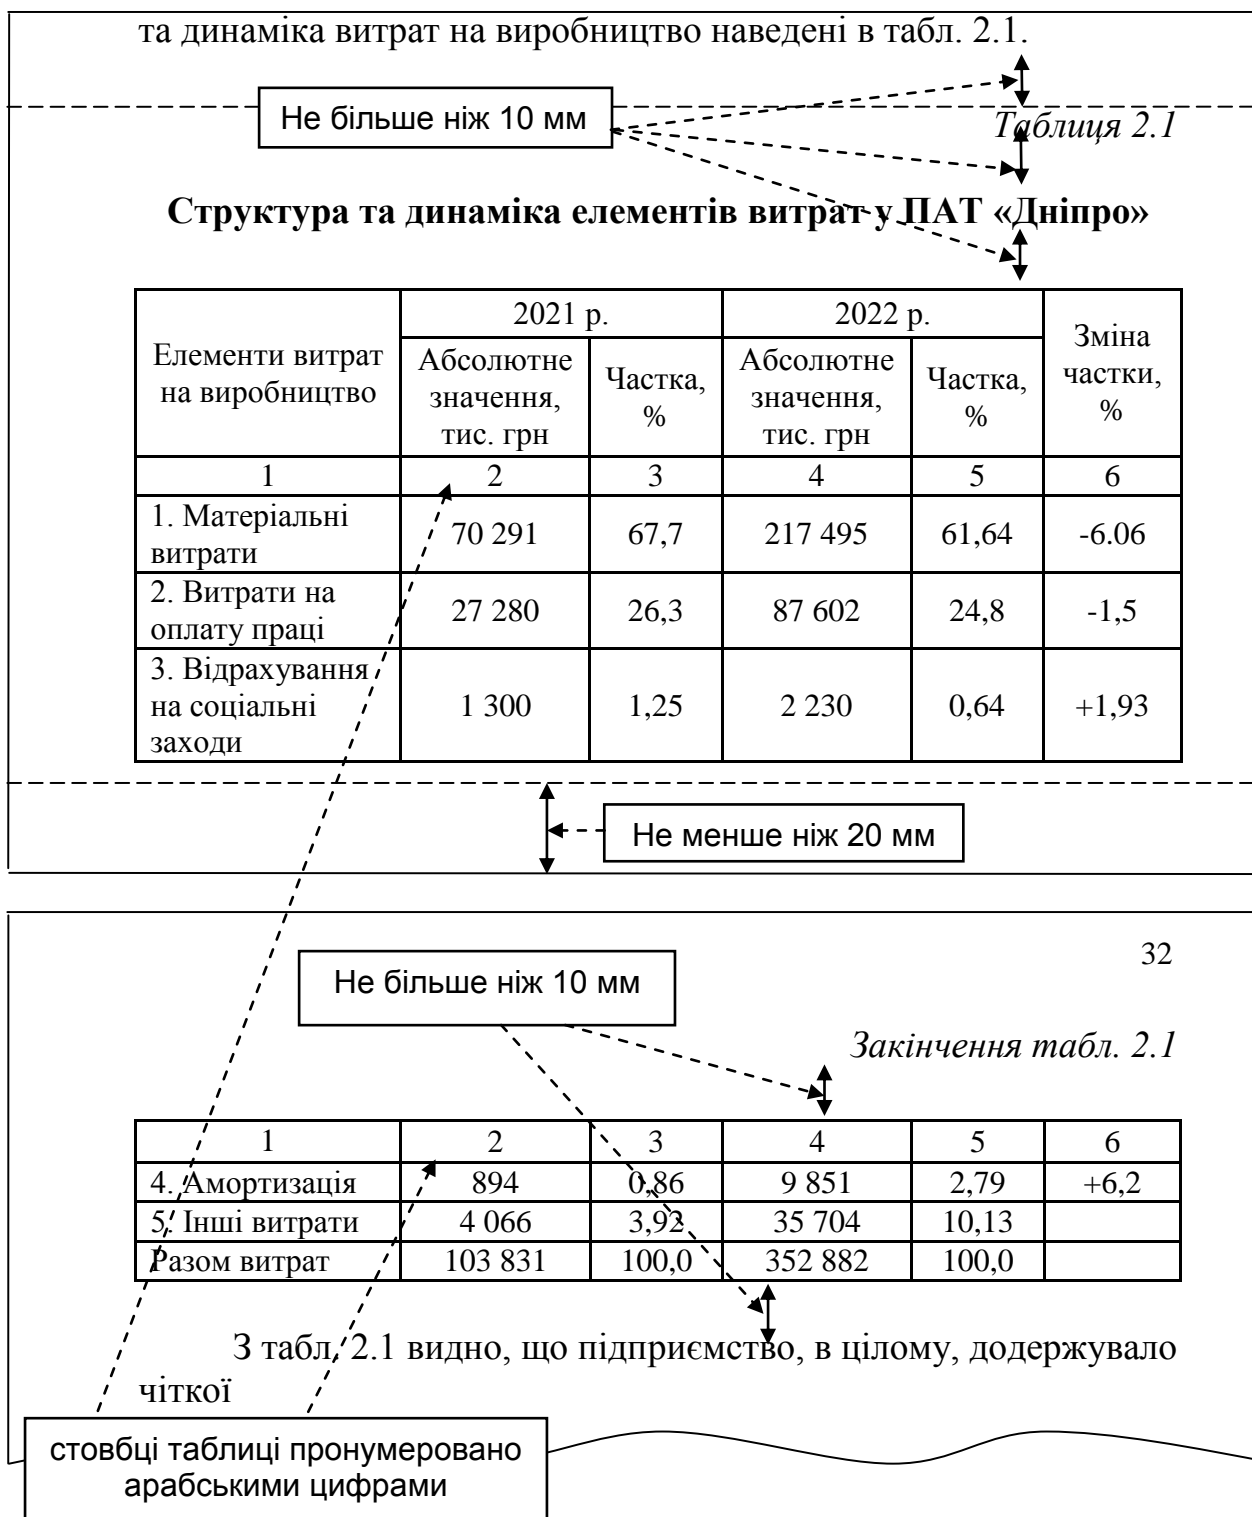 та динаміка витрат на виробництво наведені в табл. 2.1.
Не більше ніж 10 мм
Таблиця 2.1
Структура та динаміка елементів витрат у ПАТ «Дніпро»
Елементи витрат на виробництво | 2021 р. | 2022 р. | Зміна частки, %
Абсолютне значення, тис. грн | Частка, % | Абсолютне значення, тис. грн | Частка, %
1 | 2 | 3 | 4 | 5 | 6
1. Матеріальні витрати | 70 291 | 67,7 | 217 495 | 61,64 | -6.06
2. Витрати на оплату праці | 27 280 | 26,3 | 87 602 | 24,8 | -1,5
3. Відрахування на соціальні заходи | 1 300 | 1,25 | 2 230 | 0,64 | +1,93
Не менше ніж 20 мм
32
Не більше ніж 10 мм
Закінчення табл. 2.1
1 | 2 | 3 | 4 | 5 | 6
4. Амортизація | 894 | 0,86 | 9 851 | 2,79 | +6,2
5. Інші витрати | 4 066 | 3,92 | 35 704 | 10,13
Разом витрат | 103 831 | 100,0 | 352 882 | 100,0
З табл. 2.1 видно, що підприємство, в цілому, додержувало
чіткої
стовбці таблиці пронумеровано
арабськими цифрами